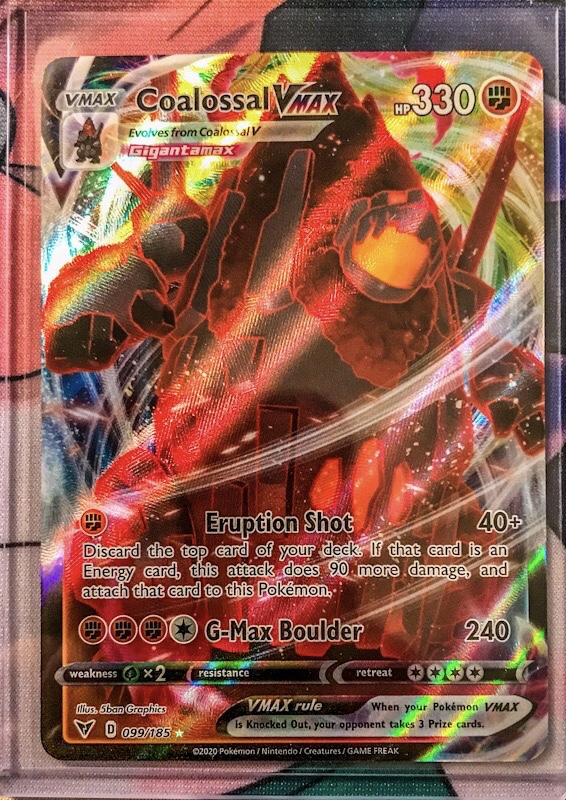 VMAX Coalossal VMAX HP 330
Evolves from Coalossal V
Gigantamax
Eruption Shot 40+
Discard the top card of your deck. If that card is an
Energy card, this attack does 90 more damage, and
attach that card to this Pokémon.
G-Max Boulder 240
weakness ×2 resistance retreat
Illus. 5ban Graphics
VMAX rule When your Pokémon VMAX
is Knocked Out, your opponent takes 3 Prize cards.
D 099/185
©2020 Pokémon / Nintendo / Creatures / GAME FREAK